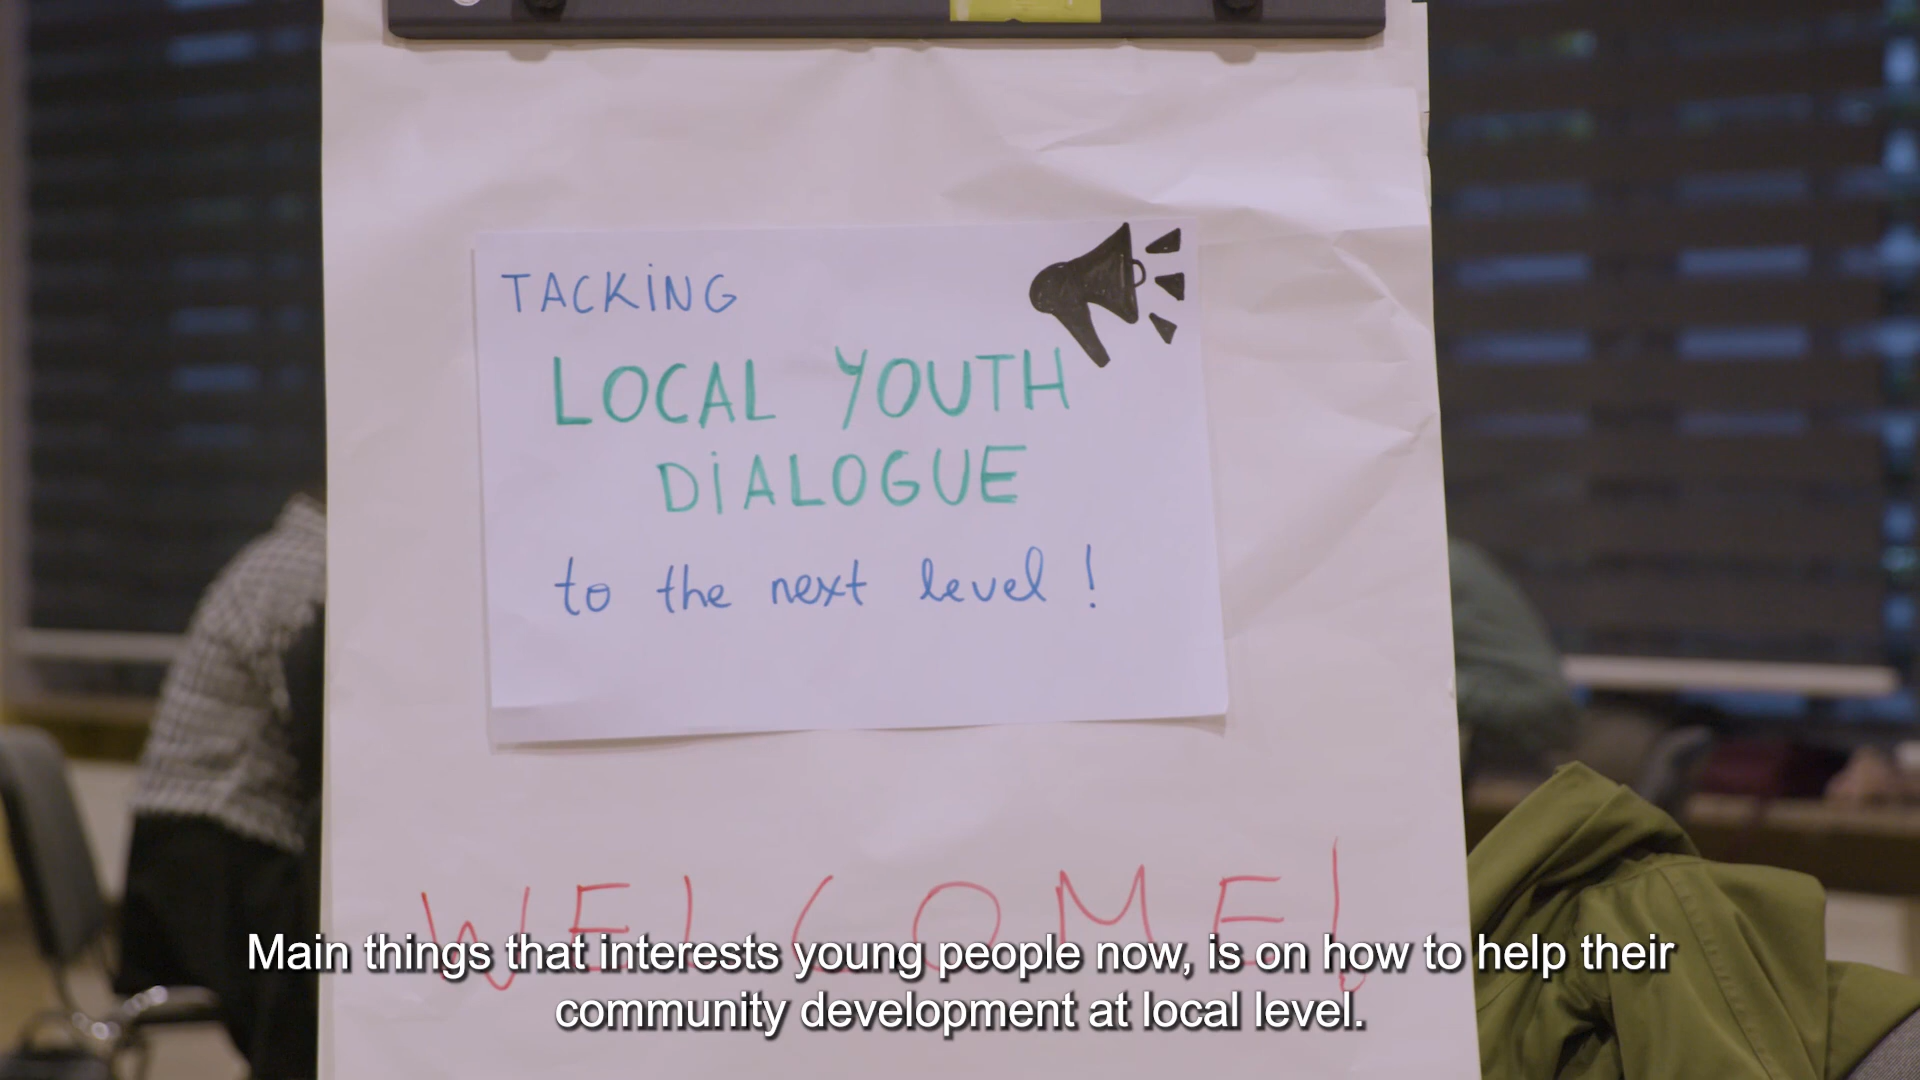 TACKiNG
LOCAL YOUTH
DiALOGUE
to the next level!
WELCOME!
Main things that interests young people now, is on how to help their
community development at local level.